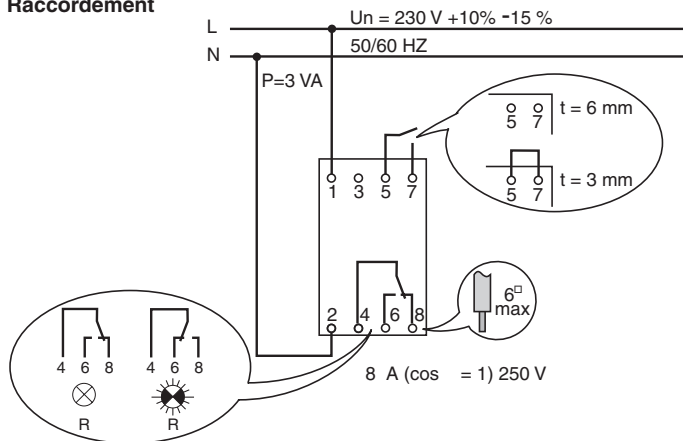 Raccordement
L
Un = 230 V +10% -15 %
N
50/60 HZ
P=3 VA
5 7
t = 6 mm
5 7
t = 3 mm
1 3 5 7
2 4 6 8
6□
max
4 6 8 4 6 8
R R
8 A (cos = 1) 250 V